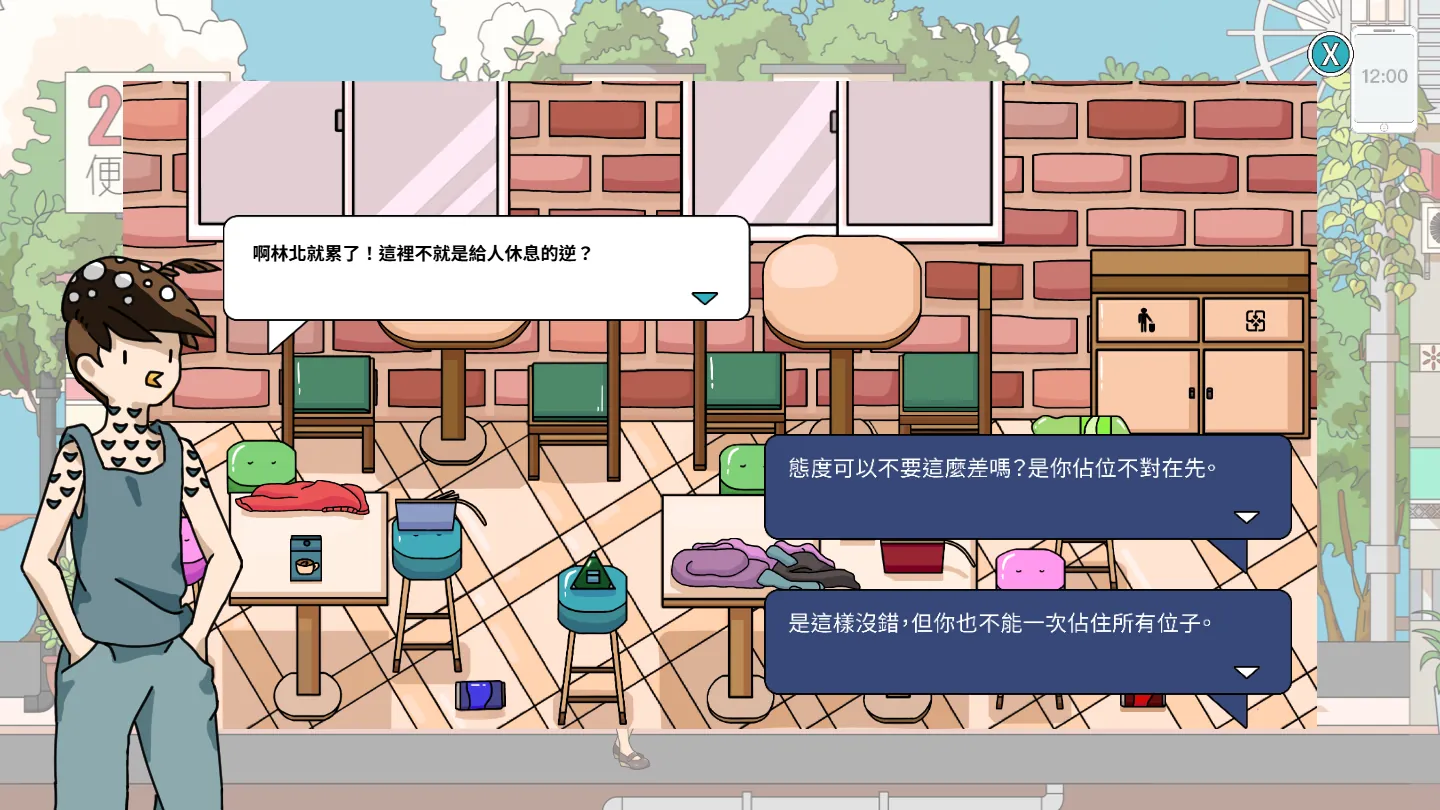 X
12:00
2
便
啊林北就累了！這裡不就是給人休息的逆？
態度可以不要這麼差嗎？是你佔位不對在先。
是這樣沒錯，但你也不能一次佔住所有位子。